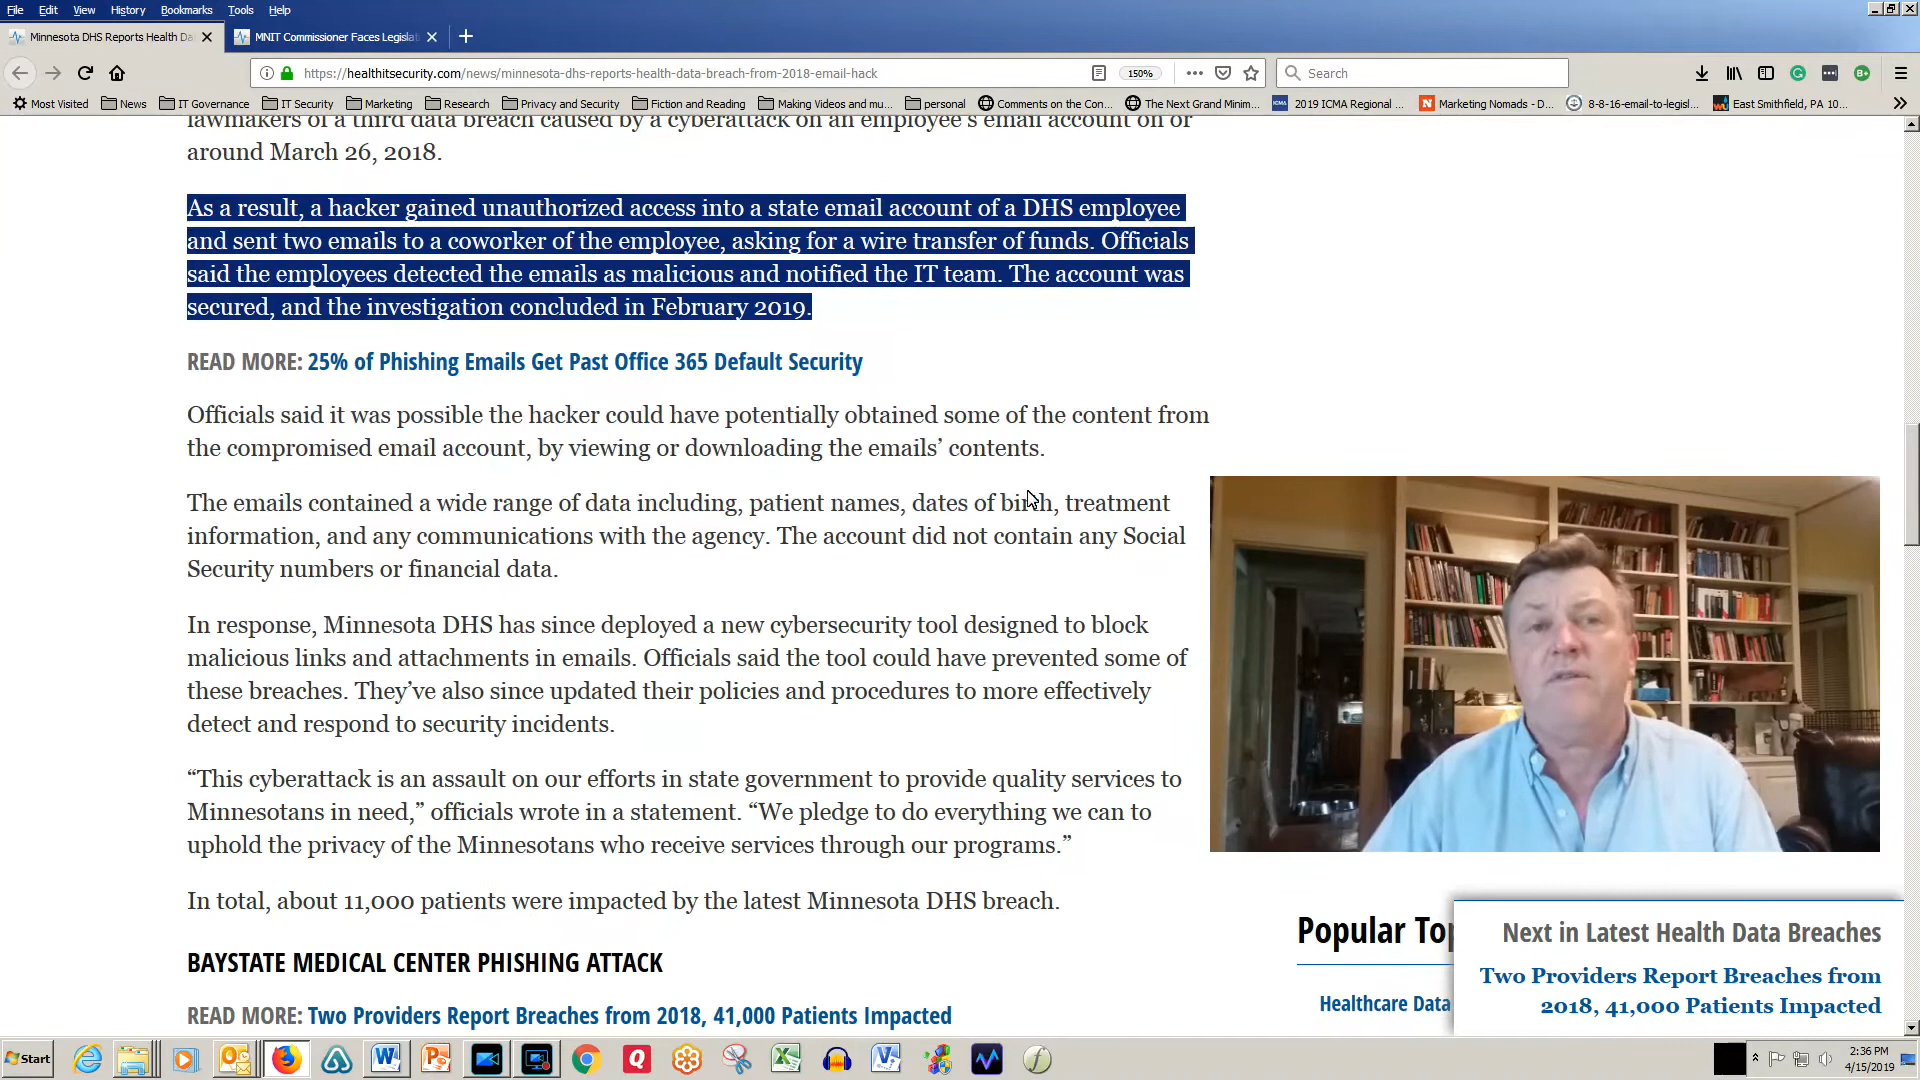 File Edit View History Bookmarks Tools Help
Minnesota DHS Reports Health Da
MNIT Commissioner Faces Legislat
https://healthitsecurity.com/news/minnesota-dhs-reports-health-data-breach-from-2018-email-hack
150%
Search
Most Visited News IT Governance IT Security Marketing Research Privacy and Security Fiction and Reading Making Videos and mu... personal Comments on the Con... The Next Grand Minim... 2019 ICMA Regional ... Marketing Nomads - D... 8-8-16-email-to-legisl... East Smithfield, PA 10...
lawmakers of a third data breach caused by a cyberattack on an employee's email account on or
around March 26, 2018.
As a result, a hacker gained unauthorized access into a state email account of a DHS employee
and sent two emails to a coworker of the employee, asking for a wire transfer of funds. Officials
said the employees detected the emails as malicious and notified the IT team. The account was
secured, and the investigation concluded in February 2019.
READ MORE: 25% of Phishing Emails Get Past Office 365 Default Security
Officials said it was possible the hacker could have potentially obtained some of the content from
the compromised email account, by viewing or downloading the emails' contents.
The emails contained a wide range of data including, patient names, dates of birth, treatment
information, and any communications with the agency. The account did not contain any Social
Security numbers or financial data.
In response, Minnesota DHS has since deployed a new cybersecurity tool designed to block
malicious links and attachments in emails. Officials said the tool could have prevented some of
these breaches. They've also since updated their policies and procedures to more effectively
detect and respond to security incidents.
“This cyberattack is an assault on our efforts in state government to provide quality services to
Minnesotans in need,” officials wrote in a statement. “We pledge to do everything we can to
uphold the privacy of the Minnesotans who receive services through our programs.”
In total, about 11,000 patients were impacted by the latest Minnesota DHS breach.
BAYSTATE MEDICAL CENTER PHISHING ATTACK
READ MORE: Two Providers Report Breaches from 2018, 41,000 Patients Impacted
Popular To
Healthcare Data
Next in Latest Health Data Breaches
Two Providers Report Breaches from
2018, 41,000 Patients Impacted
Start
2:36 PM
4/15/2019